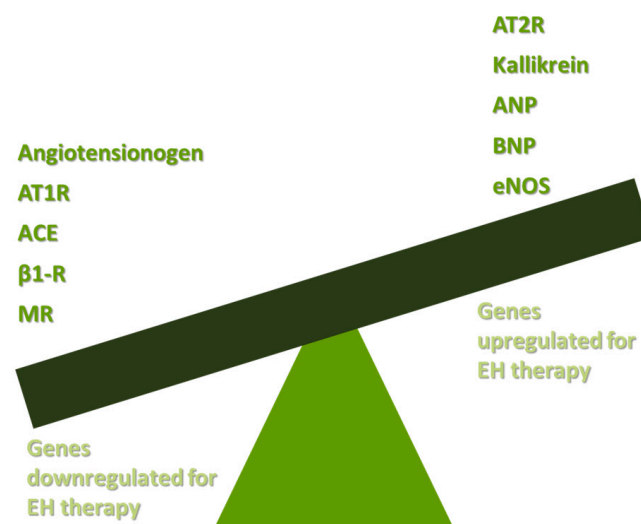 AT2R
Kallikrein
ANP
BNP
eNOS
Angiotensionogen
AT1R
ACE
β1-R
MR
Genes
upregulated for
EH therapy
Genes
downregulated for
EH therapy